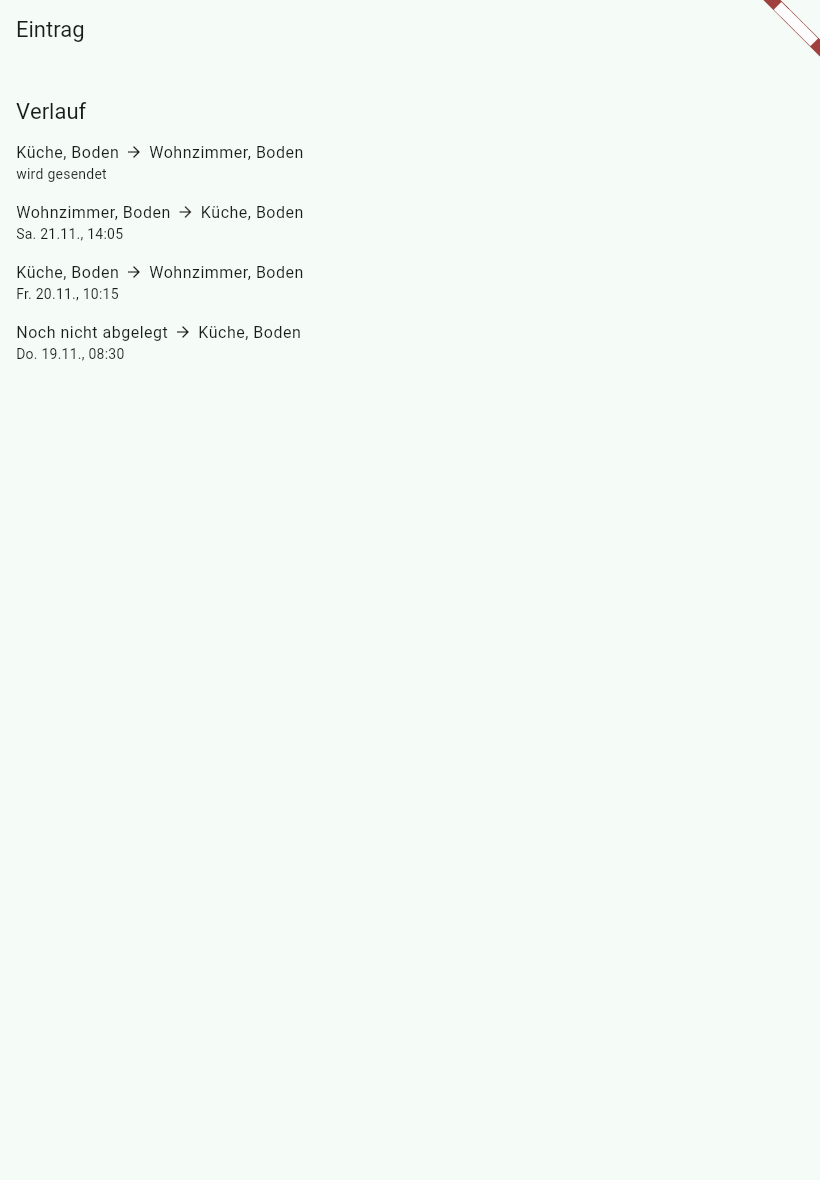 Eintrag
Verlauf
Küche, Boden → Wohnzimmer, Boden
wird gesendet
Wohnzimmer, Boden → Küche, Boden
Sa. 21.11., 14:05
Küche, Boden → Wohnzimmer, Boden
Fr. 20.11., 10:15
Noch nicht abgelegt → Küche, Boden
Do. 19.11., 08:30